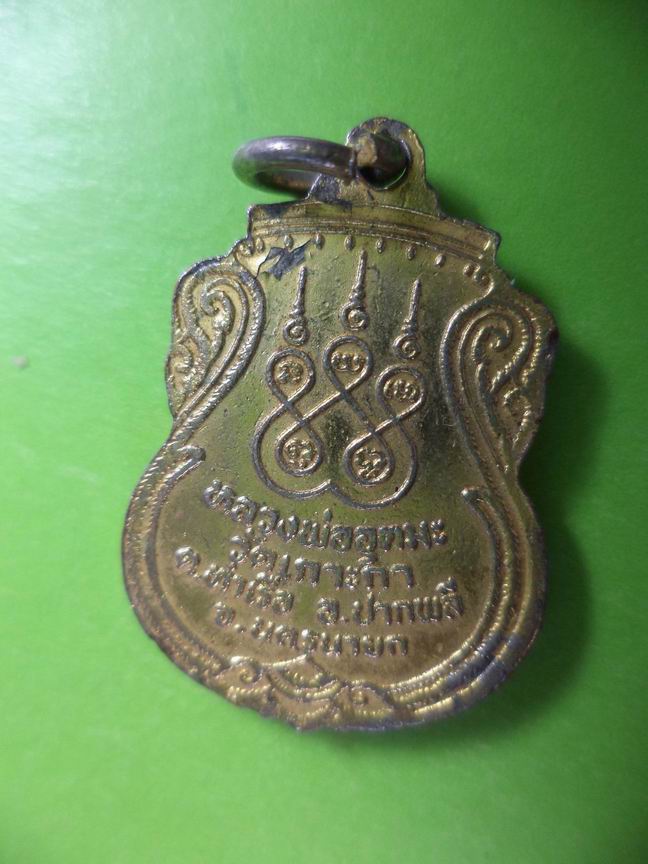 หลวงพ่ออุตมะ
วัดเกาะกา
ต.ท่าเรือ อ.ปากพลี
จ.นครนายก